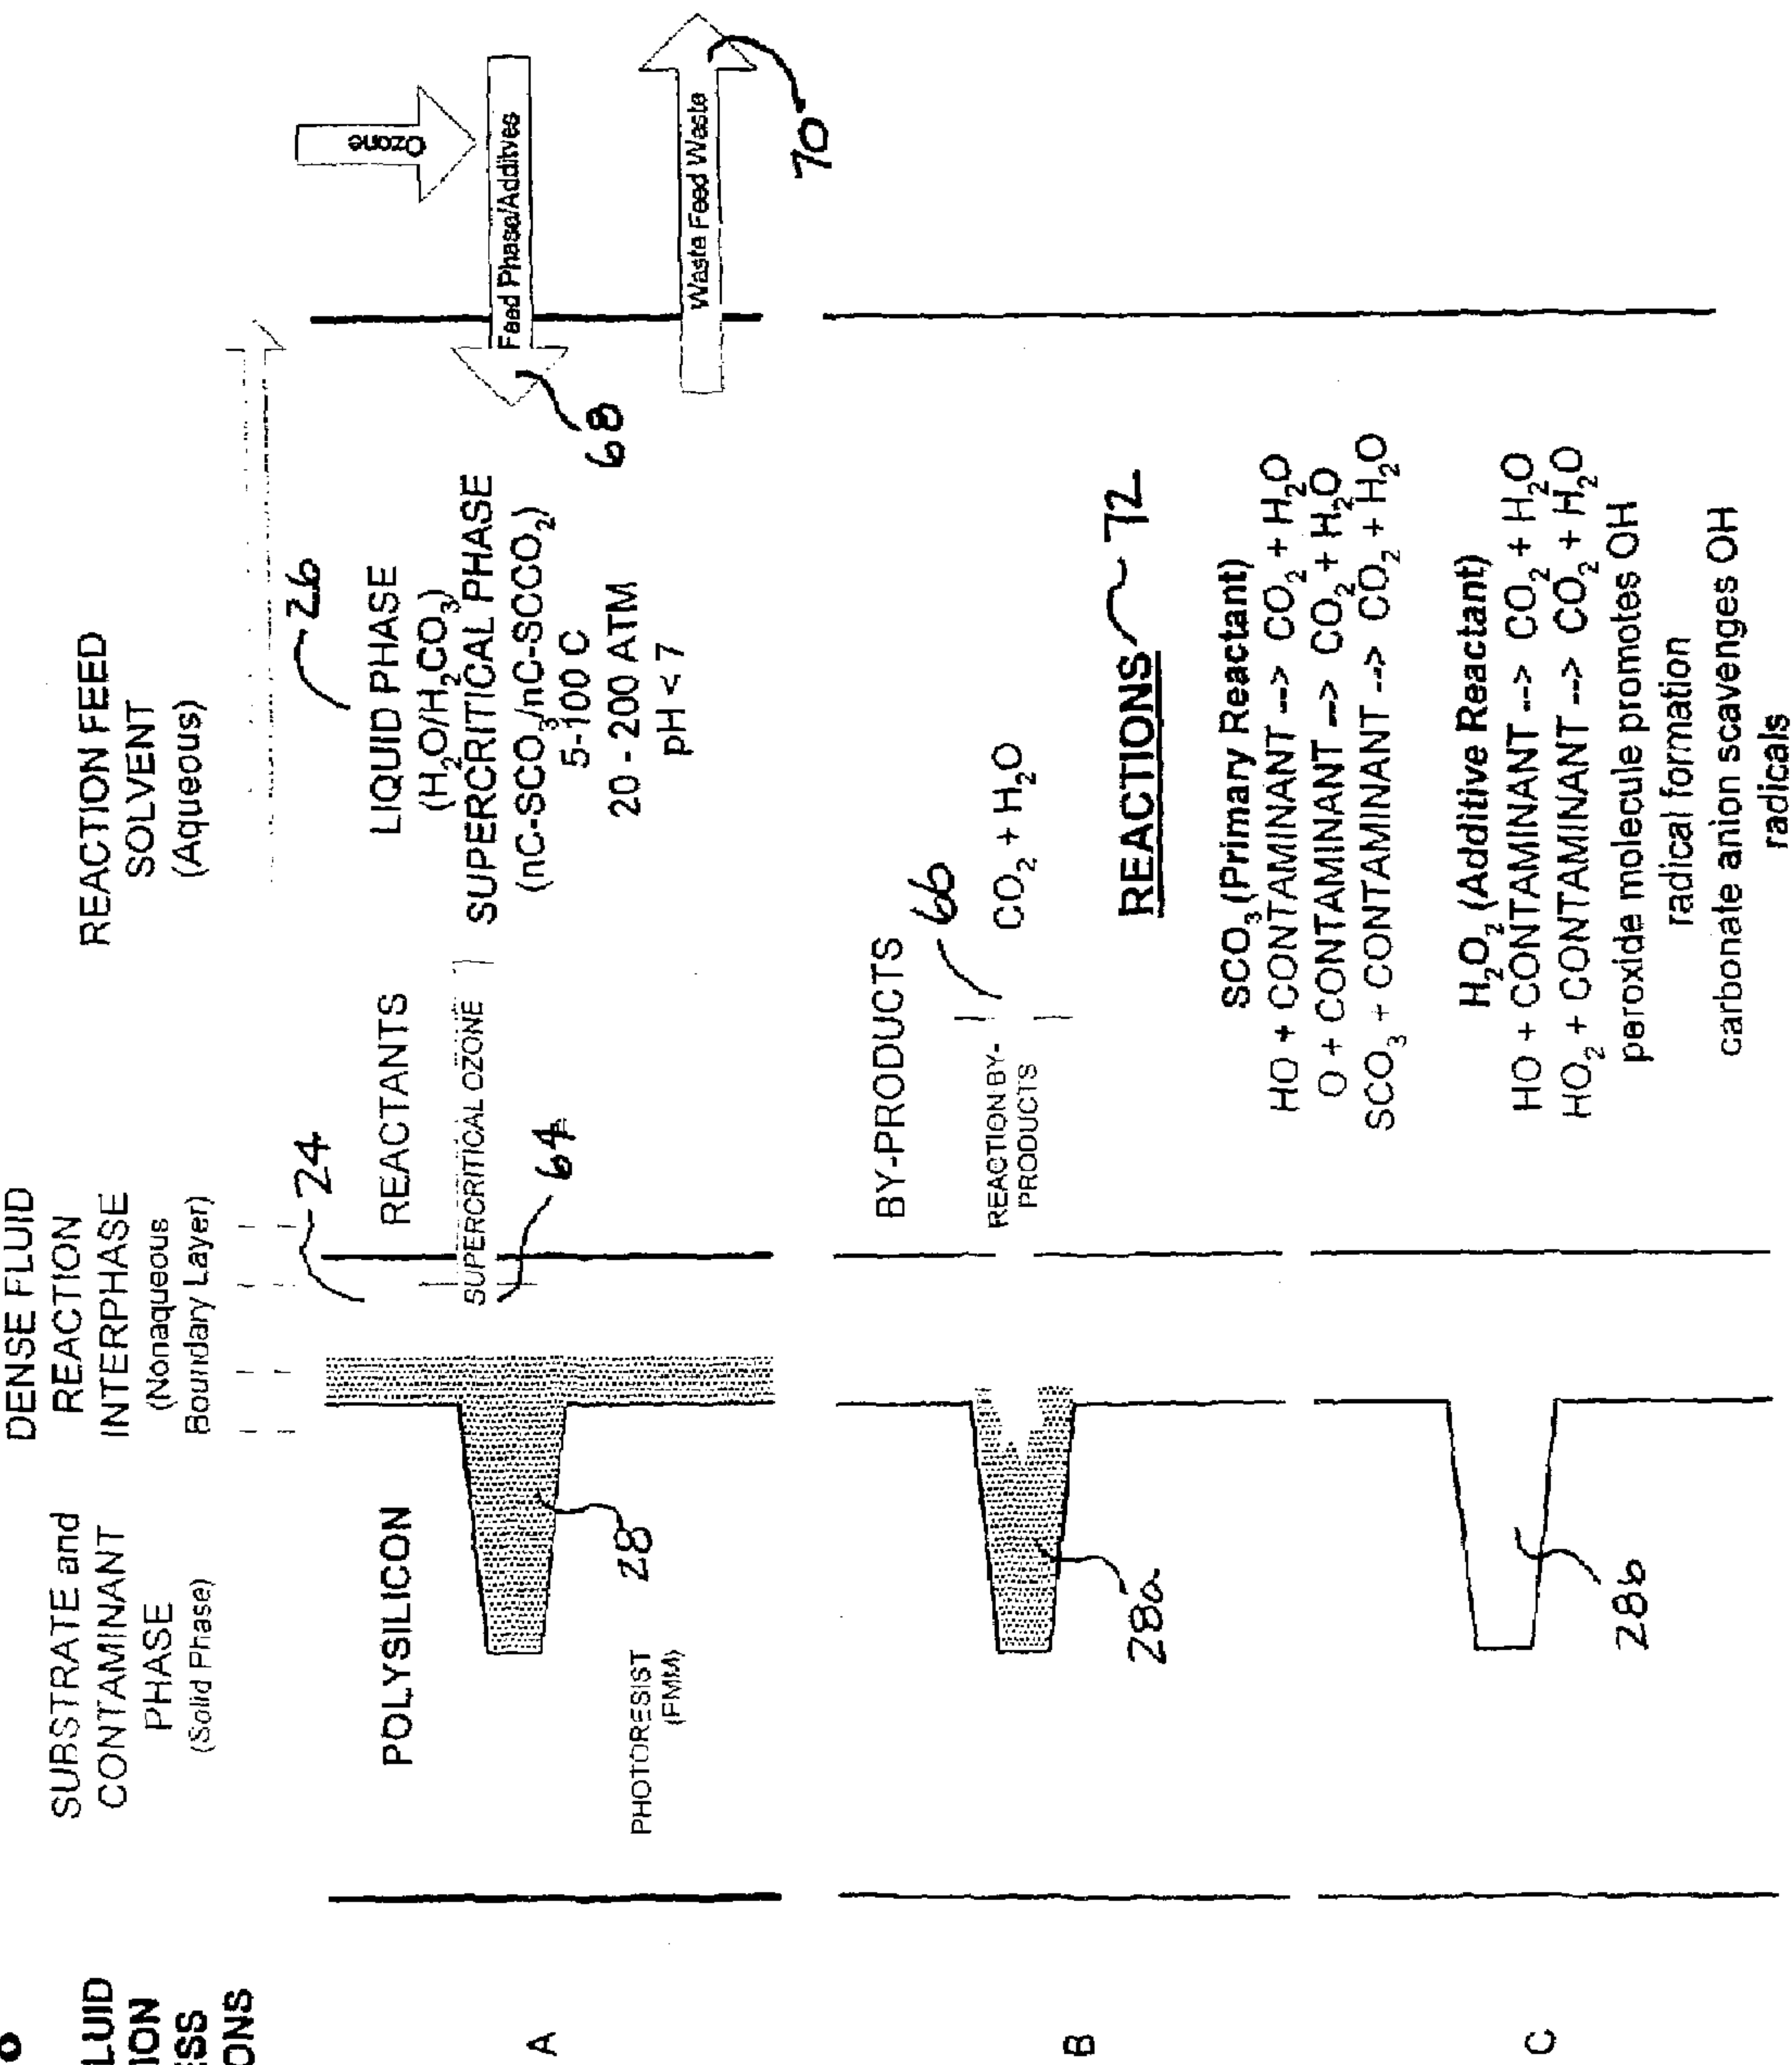 SUBSTRATE and
CONTAMINANT
PHASE
(Solid Phase)
DENSE FLUID
REACTION
INTERPHASE
(Nonaqueous
Boundary Layer)
REACTION FEED
SOLVENT
(Aqueous)
A
POLYSILICON
PHOTORESIST
28
24
REACTANTS
SUPERCRITICAL OZONE
64
26
LIQUID PHASE
(H₂O/H₂CO₃)
SUPERCRITICAL PHASE
(nC-SCO₃/nC-SCCO₂)
5-100 C
20 - 200 ATM
pH < 7
Ozone
Feed Phase/Additves
68
Waste Feed Waste
70
B
28a
BY-PRODUCTS
REACTION BY-
PRODUCTS
66
CO₂ + H₂O
REACTIONS
72
SCO₃ (Primary Reactant)
HO + CONTAMINANT --> CO₂ + H₂O
O + CONTAMINANT --> CO₂ + H₂O
SCO₃ + CONTAMINANT --> CO₂ + H₂O
C
28b
H₂O₂ (Additive Reactant)
HO + CONTAMINANT --> CO₂ + H₂O
HO₂ + CONTAMINANT --> CO₂ + H₂O
peroxide molecule promotes OH
radical formation
carbonate anion scavenges OH
radicals